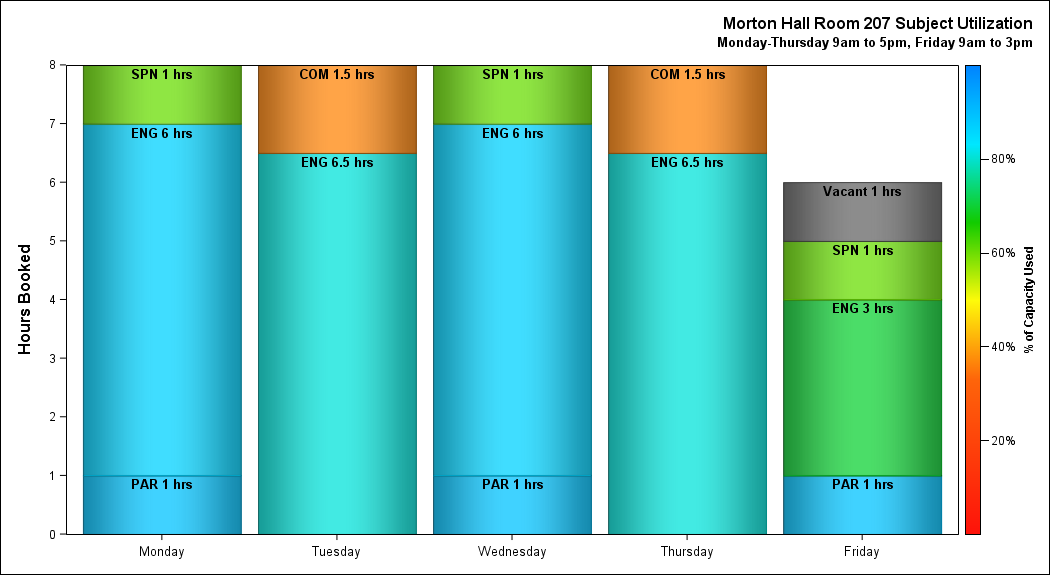 Morton Hall Room 207 Subject Utilization
Monday-Thursday 9am to 5pm, Friday 9am to 3pm
Hours Booked
8
7
6
5
4
3
2
1
0
SPN 1 hrs
ENG 6 hrs
PAR 1 hrs
COM 1.5 hrs
ENG 6.5 hrs
SPN 1 hrs
ENG 6 hrs
PAR 1 hrs
COM 1.5 hrs
ENG 6.5 hrs
Vacant 1 hrs
SPN 1 hrs
ENG 3 hrs
PAR 1 hrs
Monday
Tuesday
Wednesday
Thursday
Friday
80%
60%
40%
20%
% of Capacity Used